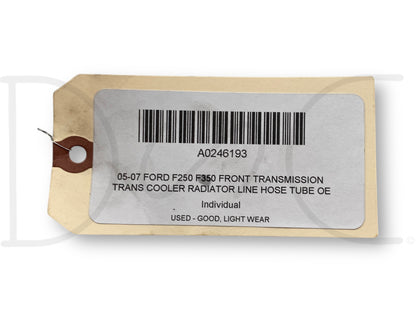 A0246193
05-07 FORD F250 F350 FRONT TRANSMISSION
TRANS COOLER RADIATOR LINE HOSE TUBE OE
Individual
USED - GOOD, LIGHT WEAR